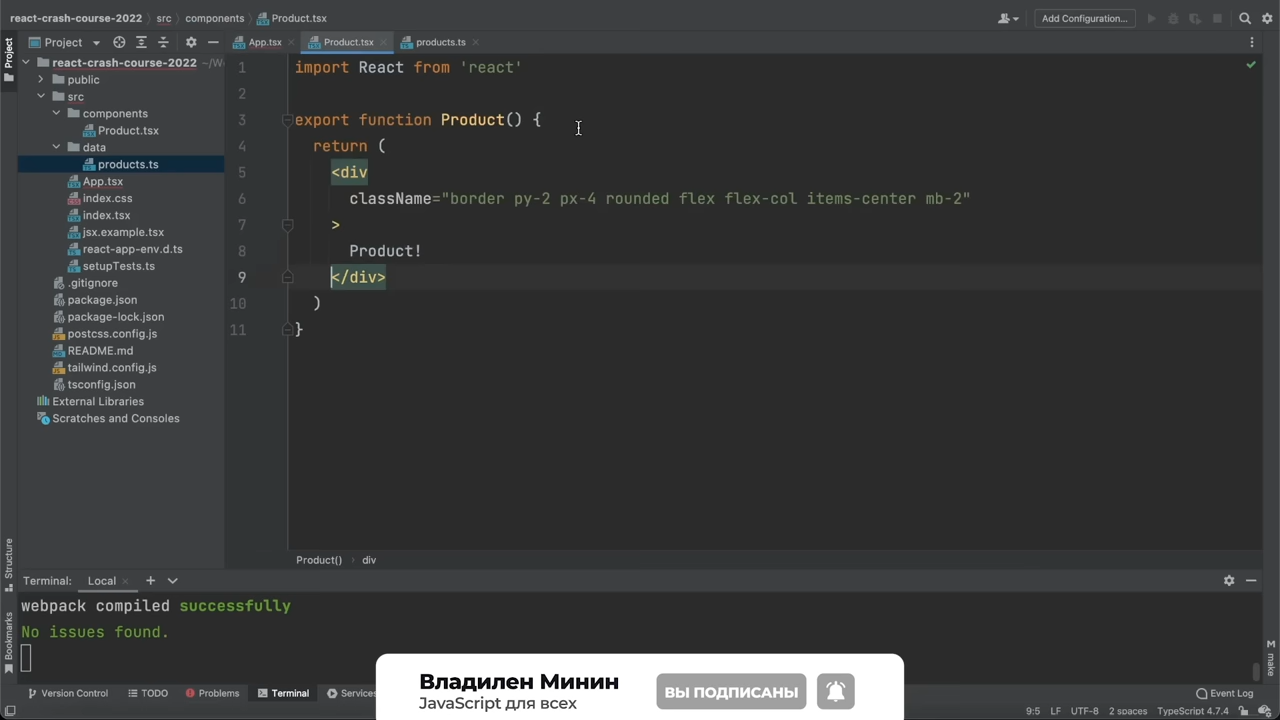 react-crash-course-2022 src components Product.tsx Add Configuration...
Project
Project App.tsx Product.tsx products.ts
react-crash-course-2022 ~/W
public
src
components
Product.tsx
data
products.ts
App.tsx
index.css
index.tsx
jsx.example.tsx
react-app-env.d.ts
setupTests.ts
.gitignore
package.json
package-lock.json
postcss.config.js
README.md
tailwind.config.js
tsconfig.json
External Libraries
Scratches and Consoles
1 import React from 'react'
2
3 export function Product() {
4 return (
5 <div
6 className="border py-2 px-4 rounded flex flex-col items-center mb-2"
7 >
8 Product!
9 </div>
10 )
11 }
Product() div
Structure
Bookmarks
make
Terminal: Local
webpack compiled successfully
No issues found.
Владилен Минин
JavaScript для всех
ВЫ ПОДПИСАНЫ
Version Control TODO Problems Terminal Services Event Log
9:5 LF UTF-8 2 spaces TypeScript 4.7.4